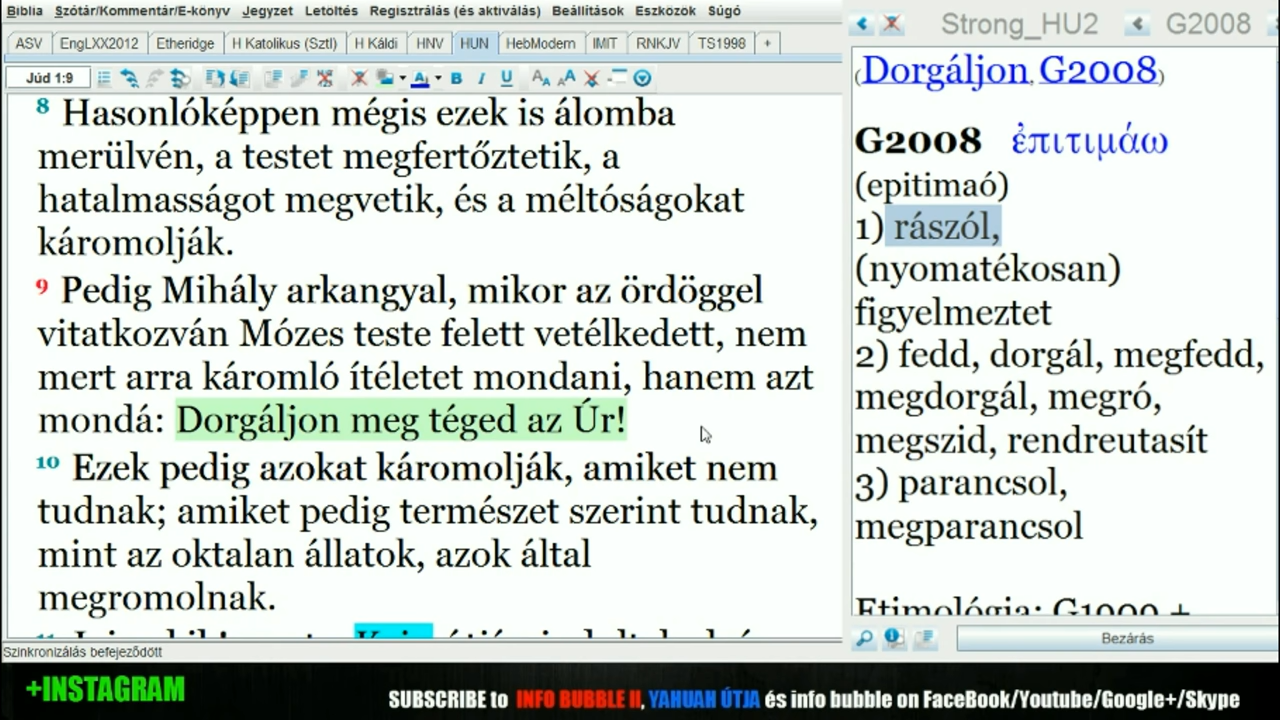 Biblia Szótár/Kommentár/E-könyv Jegyzet Letöltés Regisztrálás (és aktiválás) Beállítások Eszközök Súgó
ASV EngLXX2012 Etheridge H Katolikus (Sztl) H Káldi HNV HUN HebModern IMIT RNKJV TS1998 +
Júd 1:9
8 Hasonlóképpen mégis ezek is álomba
merülvén, a testet megfertőztetik, a
hatalmasságot megvetik, és a méltóságokat
káromolják.
9 Pedig Mihály arkangyal, mikor az ördöggel
vitatkozván Mózes teste felett vetélkedett, nem
mert arra káromló ítéletet mondani, hanem azt
mondá: Dorgáljon meg téged az Úr!
10 Ezek pedig azokat káromolják, amiket nem
tudnak; amiket pedig természet szerint tudnak,
mint az oktalan állatok, azok által
megromolnak.
Szinkronizálás befejeződött
Strong_HU2 G2008
(Dorgáljon, G2008)
G2008 ἐπιτιμάω
(epitimaó)
1) rászól,
(nyomatékosan)
figyelmeztet
2) fedd, dorgál, megfedd,
megdorgál, megró,
megszid, rendreutasít
3) parancsol,
megparancsol
Etimológia: G1909 +
Bezárás
+INSTAGRAM
SUBSCRIBE to INFO BUBBLE II, YAHUAH ÚTJA és info bubble on FaceBook/Youtube/Google+/Skype